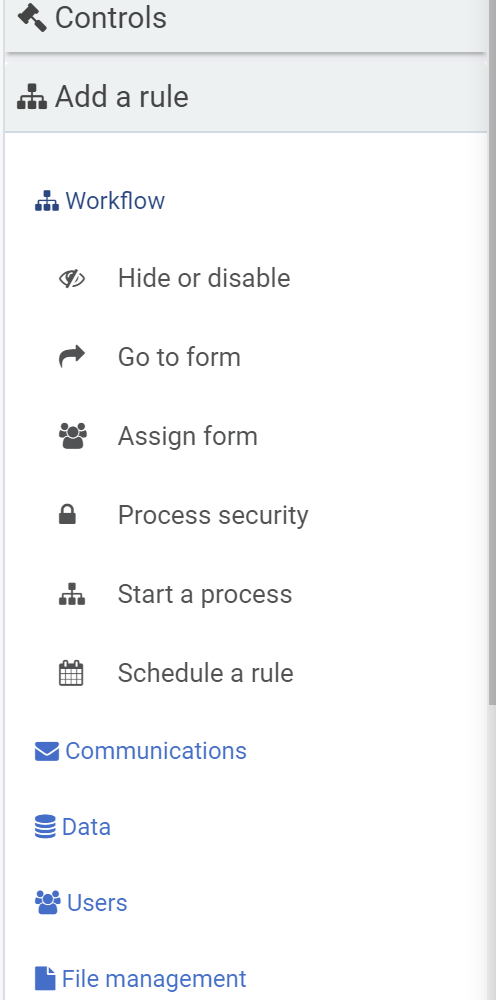 Controls
Add a rule
Workflow
Hide or disable
Go to form
Assign form
Process security
Start a process
Schedule a rule
Communications
Data
Users
File management